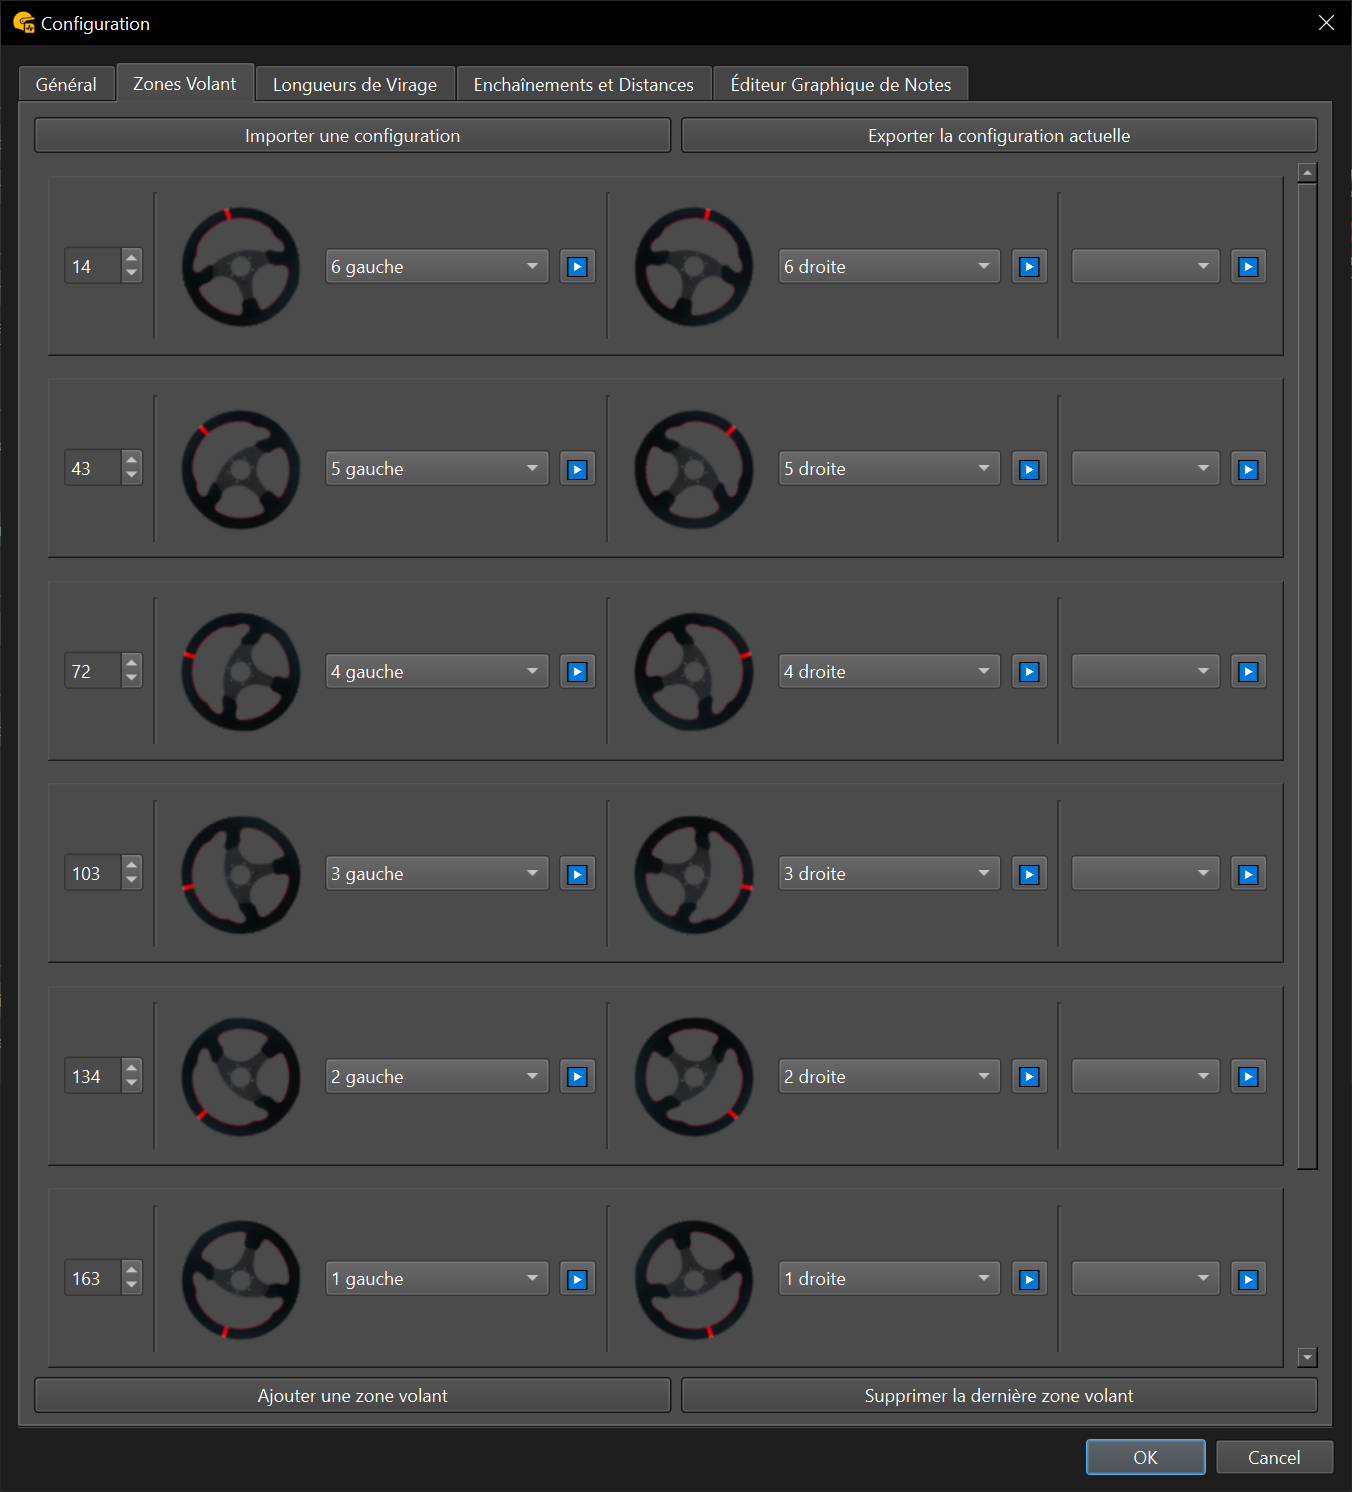 Configuration
Général
Zones Volant
Longueurs de Virage
Enchaînements et Distances
Éditeur Graphique de Notes
Importer une configuration
Exporter la configuration actuelle
14
6 gauche
6 droite
43
5 gauche
5 droite
72
4 gauche
4 droite
103
3 gauche
3 droite
134
2 gauche
2 droite
163
1 gauche
1 droite
Ajouter une zone volant
Supprimer la dernière zone volant
OK
Cancel